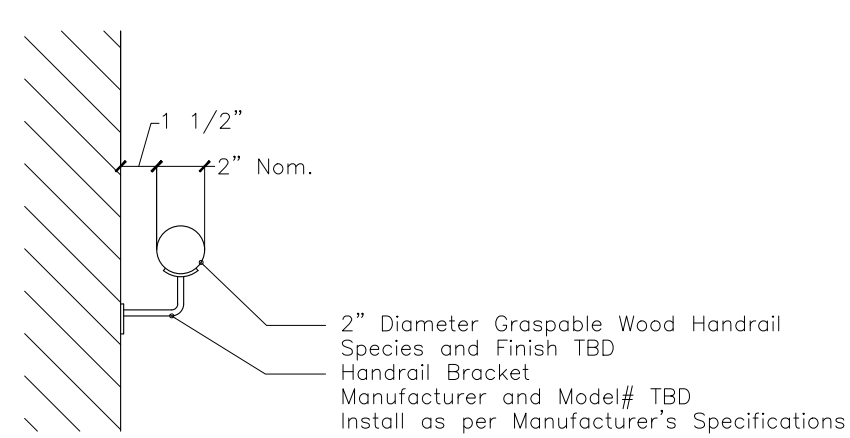 1 1/2”
2” Nom.
2” Diameter Graspable Wood Handrail
Species and Finish TBD
Handrail Bracket
Manufacturer and Model# TBD
Install as per Manufacturer's Specifications